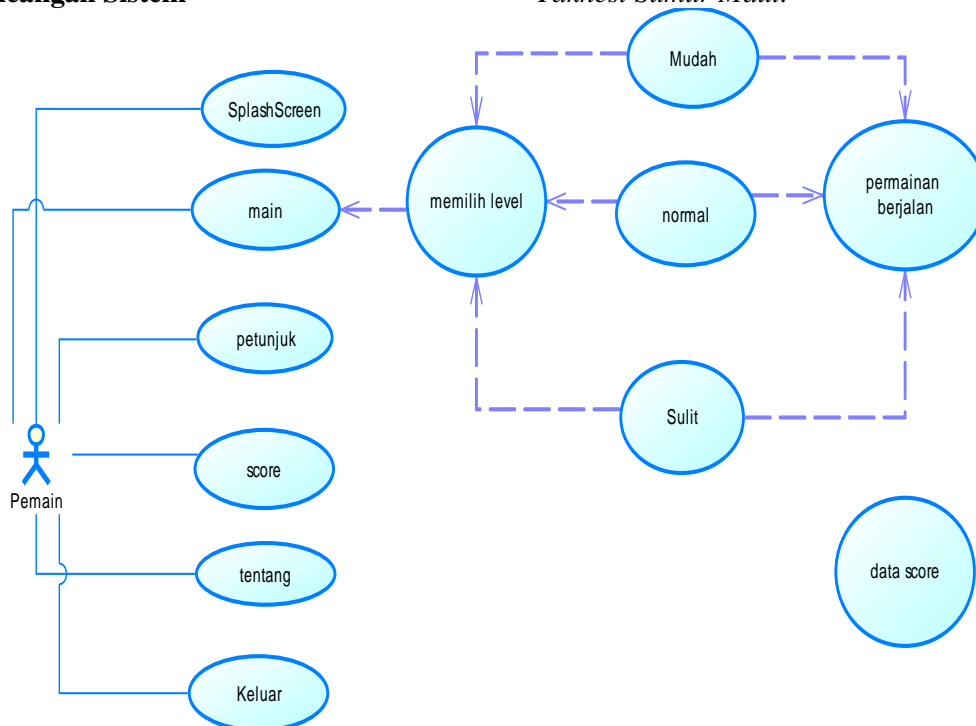 Mudah
SplashScreen
permainan
berjalan
memilih level
main
normal
petunjuk
Sulit
score
Pemain
data score
tentang
Keluar